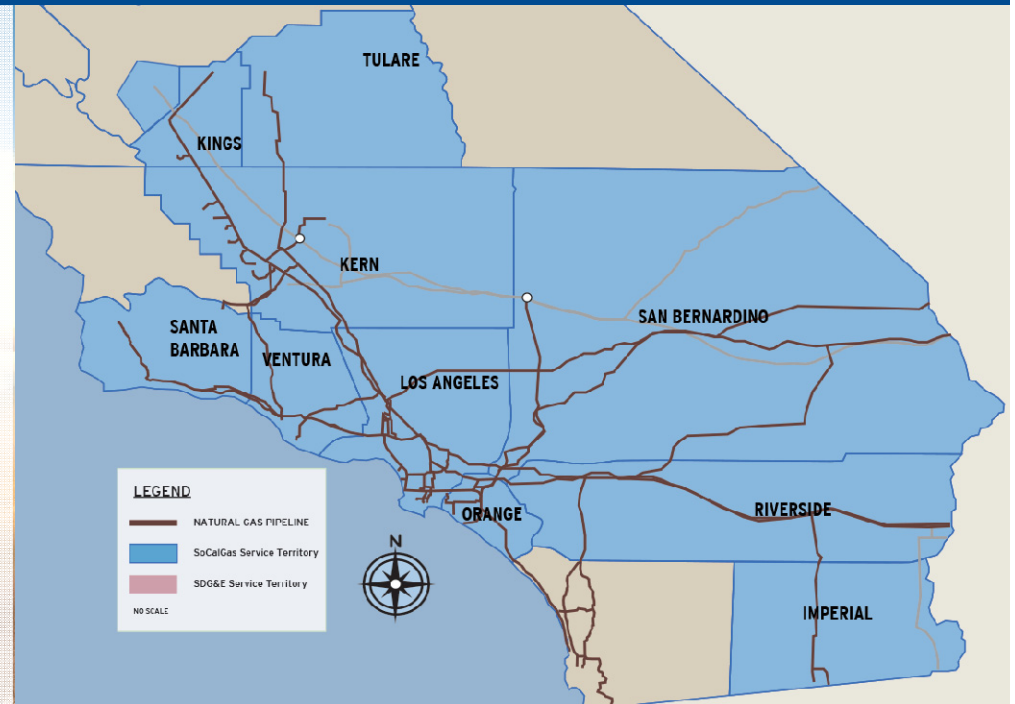 TULARE
KINGS
KERN
SAN BERNARDINO
SANTA
BARBARA
VENTURA
LOS ANGELES
ORANGE
RIVERSIDE
IMPERIAL
LEGEND
NATURAL GAS PIPELINE
SoCalGas Service Territory
SDG&E Service Territory
NO SCALE
N